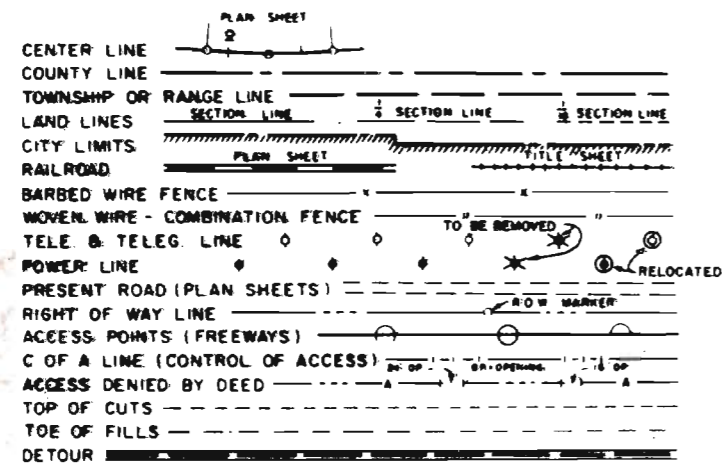 PLAN SHEET
CENTER LINE
COUNTY LINE
TOWNSHIP OR RANGE LINE
LAND LINES SECTION LINE 1/4 SECTION LINE SECTION LINE
CITY LIMITS
RAILROAD PLAN SHEET TITLE SHEET
BARBED WIRE FENCE x x
WOVEN WIRE - COMBINATION FENCE " "
TO BE REMOVED
TELE. & TELEG. LINE
POWER LINE RELOCATED
PRESENT ROAD (PLAN SHEETS)
RIGHT OF WAY LINE R.O.W. MARKER
ACCESS POINTS (FREEWAYS)
C OF A LINE (CONTROL OF ACCESS) OP OPENING OP
ACCESS DENIED BY DEED A A
TOP OF CUTS
TOE OF FILLS
DETOUR